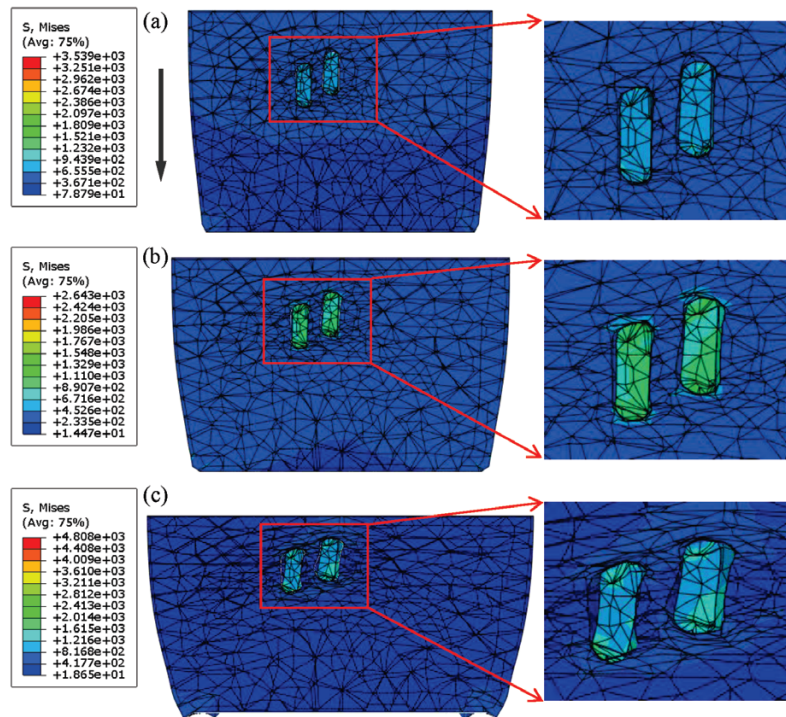 (a)
S, Mises
(Avg: 75%)
+3.539e+03
+3.251e+03
+2.962e+03
+2.674e+03
+2.386e+03
+2.097e+03
+1.809e+03
+1.521e+03
+1.232e+03
+9.439e+02
+6.555e+02
+3.671e+02
+7.879e+01
(b)
S, Mises
(Avg: 75%)
+2.643e+03
+2.424e+03
+2.205e+03
+1.986e+03
+1.767e+03
+1.548e+03
+1.329e+03
+1.110e+03
+8.907e+02
+6.716e+02
+4.526e+02
+2.335e+02
+1.447e+01
(c)
S, Mises
(Avg: 75%)
+4.808e+03
+4.408e+03
+4.009e+03
+3.610e+03
+3.211e+03
+2.812e+03
+2.413e+03
+2.014e+03
+1.615e+03
+1.216e+03
+8.168e+02
+4.177e+02
+1.865e+01